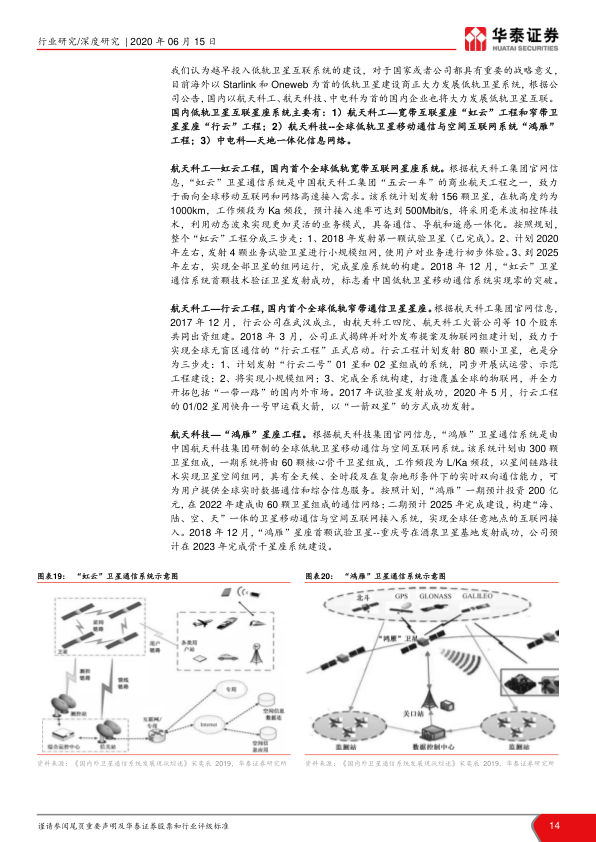 行业研究/深度研究 | 2020 年 06 月 15 日
华泰证券
HUATAI SECURITIES
我们认为越早投入低轨卫星互联系统的建设，对于国家或者公司都具有重要的战略意义，
目前海外以 Starlink 和 Oneweb 为首的低轨卫星建设商正大力发展低轨卫星系统，根据公
司公告，国内以航天科工、航天科技、中电科为首的国内企业也将大力发展低轨卫星互联。
国内低轨卫星互联星座系统主要有：1）航天科工—宽带互联星座“虹云”工程和窄带卫
星星座“行云”工程；2）航天科技--全球低轨卫星移动通信与空间互联网系统“鸿雁”
工程；3）中电科—天地一体化信息网络。
航天科工—虹云工程，国内首个全球低轨宽带互联网星座系统。根据航天科工集团官网信
息，“虹云”卫星通信系统是中国航天科工集团“五云一车”的商业航天工程之一，致力
于面向全球移动互联网和网络高速接入需求。该系统计划发射 156 颗卫星，在轨高度约为
1000km，工作频段为 Ka 频段，预计接入速率可达到 500Mbit/s，将采用毫米波相控阵技
术，利用动态波束实现更加灵活的业务模式，具备通信、导航和遥感一体化。按照规划，
整个“虹云”工程分成三步走：1、2018 年发射第一颗试验卫星（已完成）。2、计划 2020
年左右，发射 4 颗业务试验卫星进行小规模组网，使用户对业务进行初步体验。3、到 2025
年左右，实现全部卫星的组网运行，完成星座系统的构建。2018 年 12 月，“虹云”卫星
通信系统首颗技术验证卫星发射成功，标志着中国低轨卫星移动通信系统实现零的突破。
航天科工—行云工程，国内首个全球低轨窄带通信卫星星座。根据航天科工集团官网信息，
2017 年 12 月，行云公司在武汉成立，由航天科工四院、航天科工火箭公司等 10 个股东
共同出资组建。2018 年 3 月，公司正式揭牌并对外发布提案及物联网组建计划，致力于
实现全球无盲区通信的“行云工程”正式启动。行云工程计划发射 80 颗小卫星，也是分
为三步走：1、计划发射“行云二号”01 星和 02 星组成的系统，同步开展试运营、示范
工程建设；2、将实现小规模组网；3、完成全系统构建，打造覆盖全球的物联网，并全力
开拓包括“一带一路”的国内外市场。2017 年试验星发射成功，2020 年 5 月，行云工程
的 01/02 星用快舟一号甲运载火箭，以“一箭双星”的方式成功发射。
航天科技—“鸿雁”星座工程。根据航天科技集团官网信息，“鸿雁”卫星通信系统是由
中国航天科技集团研制的全球低轨卫星移动通信与空间互联网系统。该系统计划由 300 颗
卫星组成，一期系统将由 60 颗核心骨干卫星组成，工作频段为 L/Ka 频段，以星间链路技
术实现卫星空间组网，具有全天候、全时段及在复杂地形条件下的实时双向通信能力，可
为用户提供全球实时数据通信和综合信息服务。按照计划，“鸿雁”一期预计投资 200 亿
元，在 2022 年建成由 60 颗卫星组成的通信网络；二期预计 2025 年完成建设，构建“海、
陆、空、天”一体的卫星移动通信与空间互联网接入系统，实现全球任意地点的互联网接
入。2018 年 12 月，“鸿雁”星座首颗试验卫星--重庆号在酒泉卫星基地发射成功，公司预
计在 2023 年完成骨干星座系统建设。
图表19： “虹云”卫星通信系统示意图
图表20： “鸿雁”卫星通信系统示意图
星间
链路
用户
链路
各类用
户站
测控
链路
馈线
链路
测控站
综合运控中心
信关站
互联网/
专用
专用
Internet
空间信息
数据还
空间信
息应用
北斗
GPS
GLONASS
GALILEO
“鸿雁”卫星
关口站
监测站
数据控制中心
监测站
资料来源：《国内外卫星通信系统发展现状综述》宋奕辰 2019，华泰证券研究所
资料来源：《国内外卫星通信系统发展现状综述》宋奕辰 2019，华泰证券研究所
谨请参阅尾页重要声明及华泰证券股票和行业评级标准
14